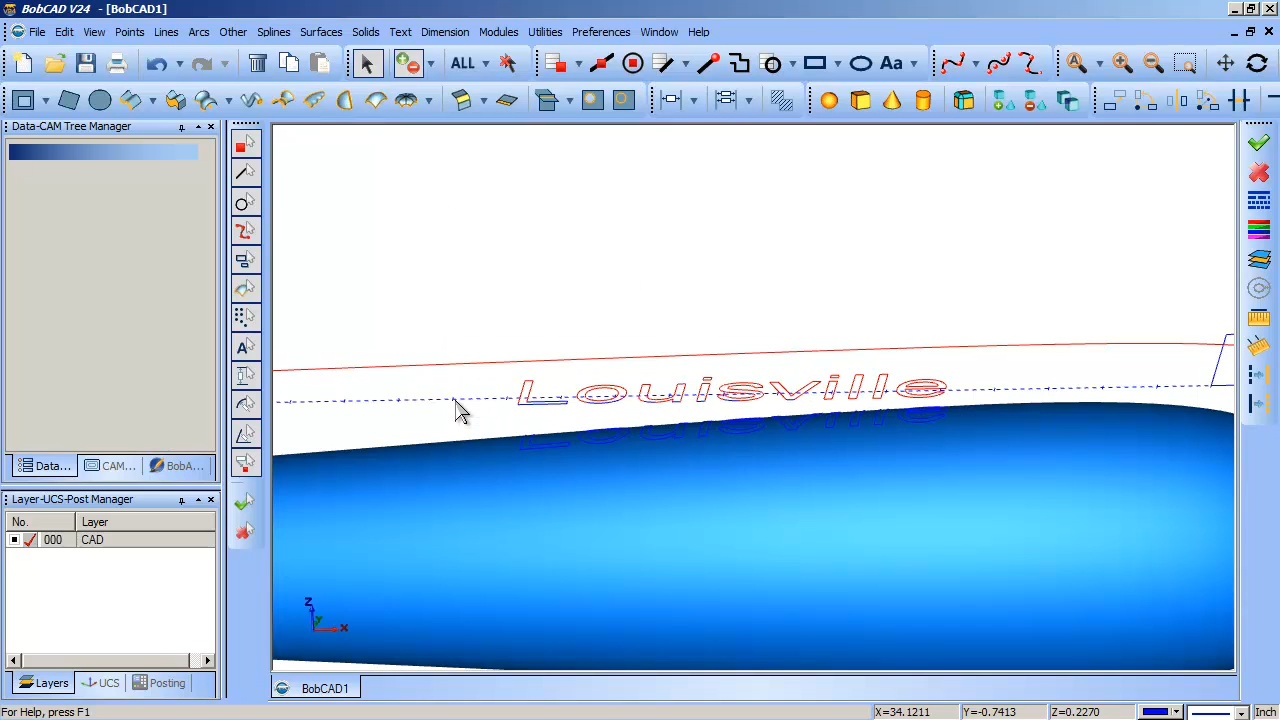 BobCAD V24 - [BobCAD1]
File Edit View Points Lines Arcs Other Splines Surfaces Solids Text Dimension Modules Utilities Preferences Window Help
ALL
Aa
Data-CAM Tree Manager
Data... CAM... BobA...
Layer-UCS-Post Manager
No. Layer
000 CAD
Layers UCS Posting
A
Louisville
Louisville
Z
Y
X
BobCAD1
For Help, press F1
X=34.1211 Y=-0.7413 Z=0.2270 Inch